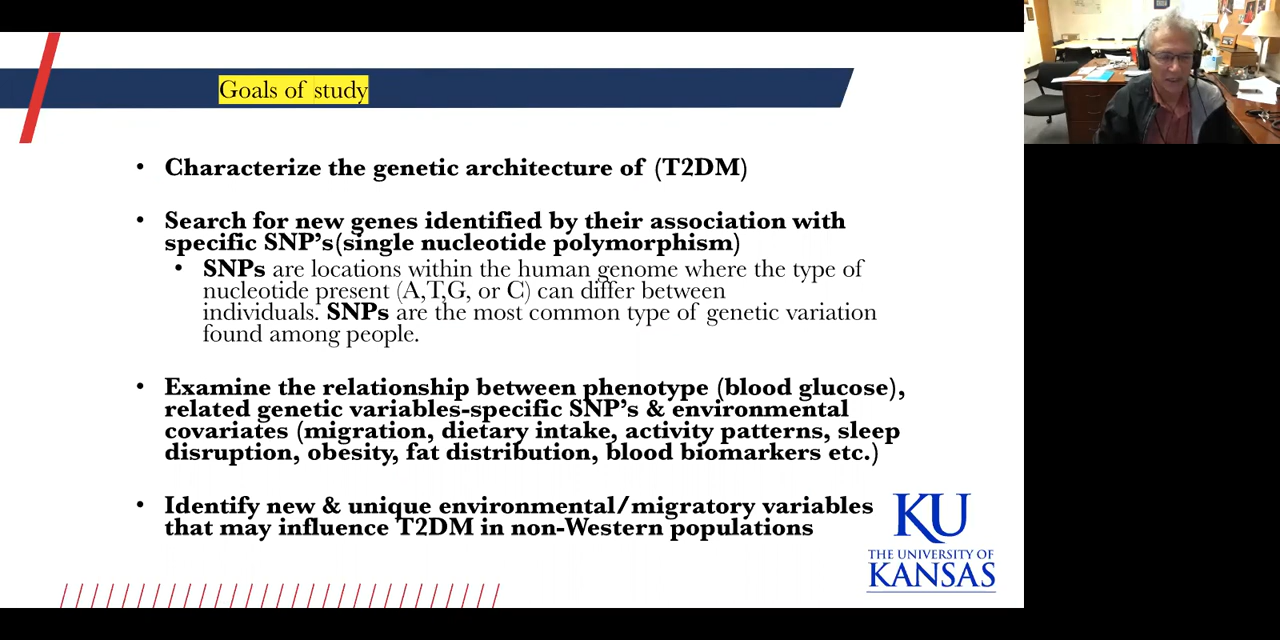 Goals of study
• Characterize the genetic architecture of (T2DM)
• Search for new genes identified by their association with
specific SNP's(single nucleotide polymorphism)
• SNPs are locations within the human genome where the type of
nucleotide present (A,T,G, or C) can differ between
individuals. SNPs are the most common type of genetic variation
found among people.
• Examine the relationship between phenotype (blood glucose),
related genetic variables-specific SNP's & environmental
covariates (migration, dietary intake, activity patterns, sleep
disruption, obesity, fat distribution, blood biomarkers etc.)
• Identify new & unique environmental/migratory variables
that may influence T2DM in non-Western populations
KU
THE UNIVERSITY OF
KANSAS